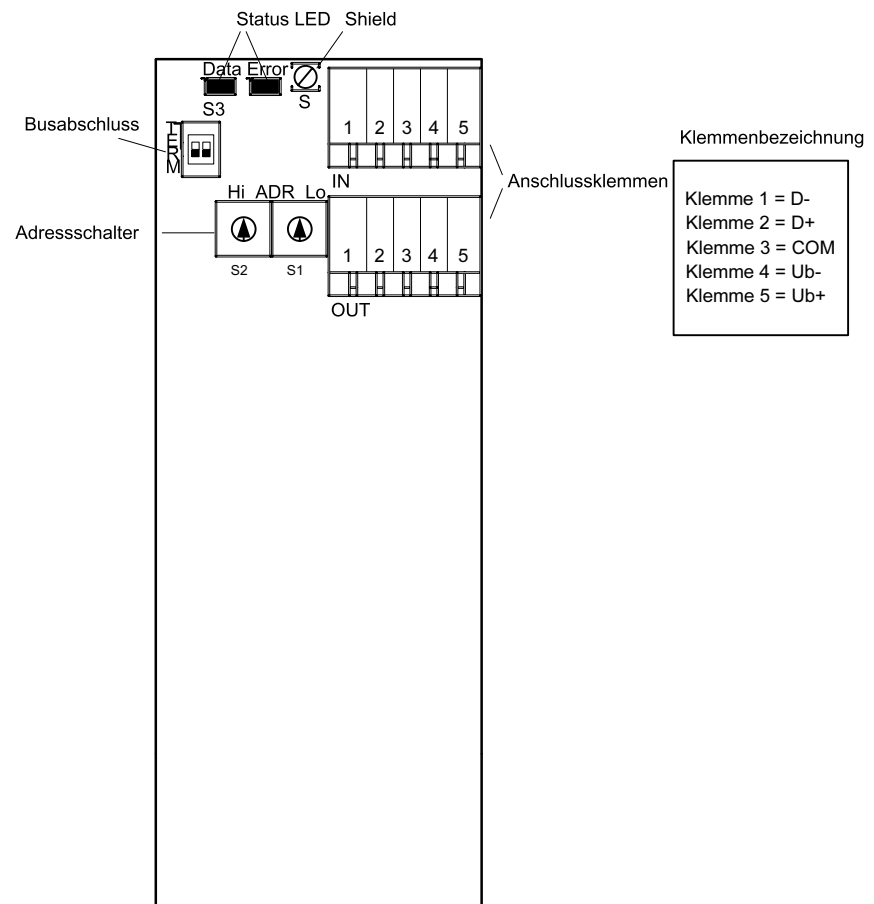 Status LED Shield
Data Error
S3
S
Busabschluss
TERM
1 2 3 4 5
IN
Anschlussklemmen
Hi ADR Lo
Adressschalter
S2 S1
1 2 3 4 5
OUT
Klemmenbezeichnung
Klemme 1 = D-
Klemme 2 = D+
Klemme 3 = COM
Klemme 4 = Ub-
Klemme 5 = Ub+